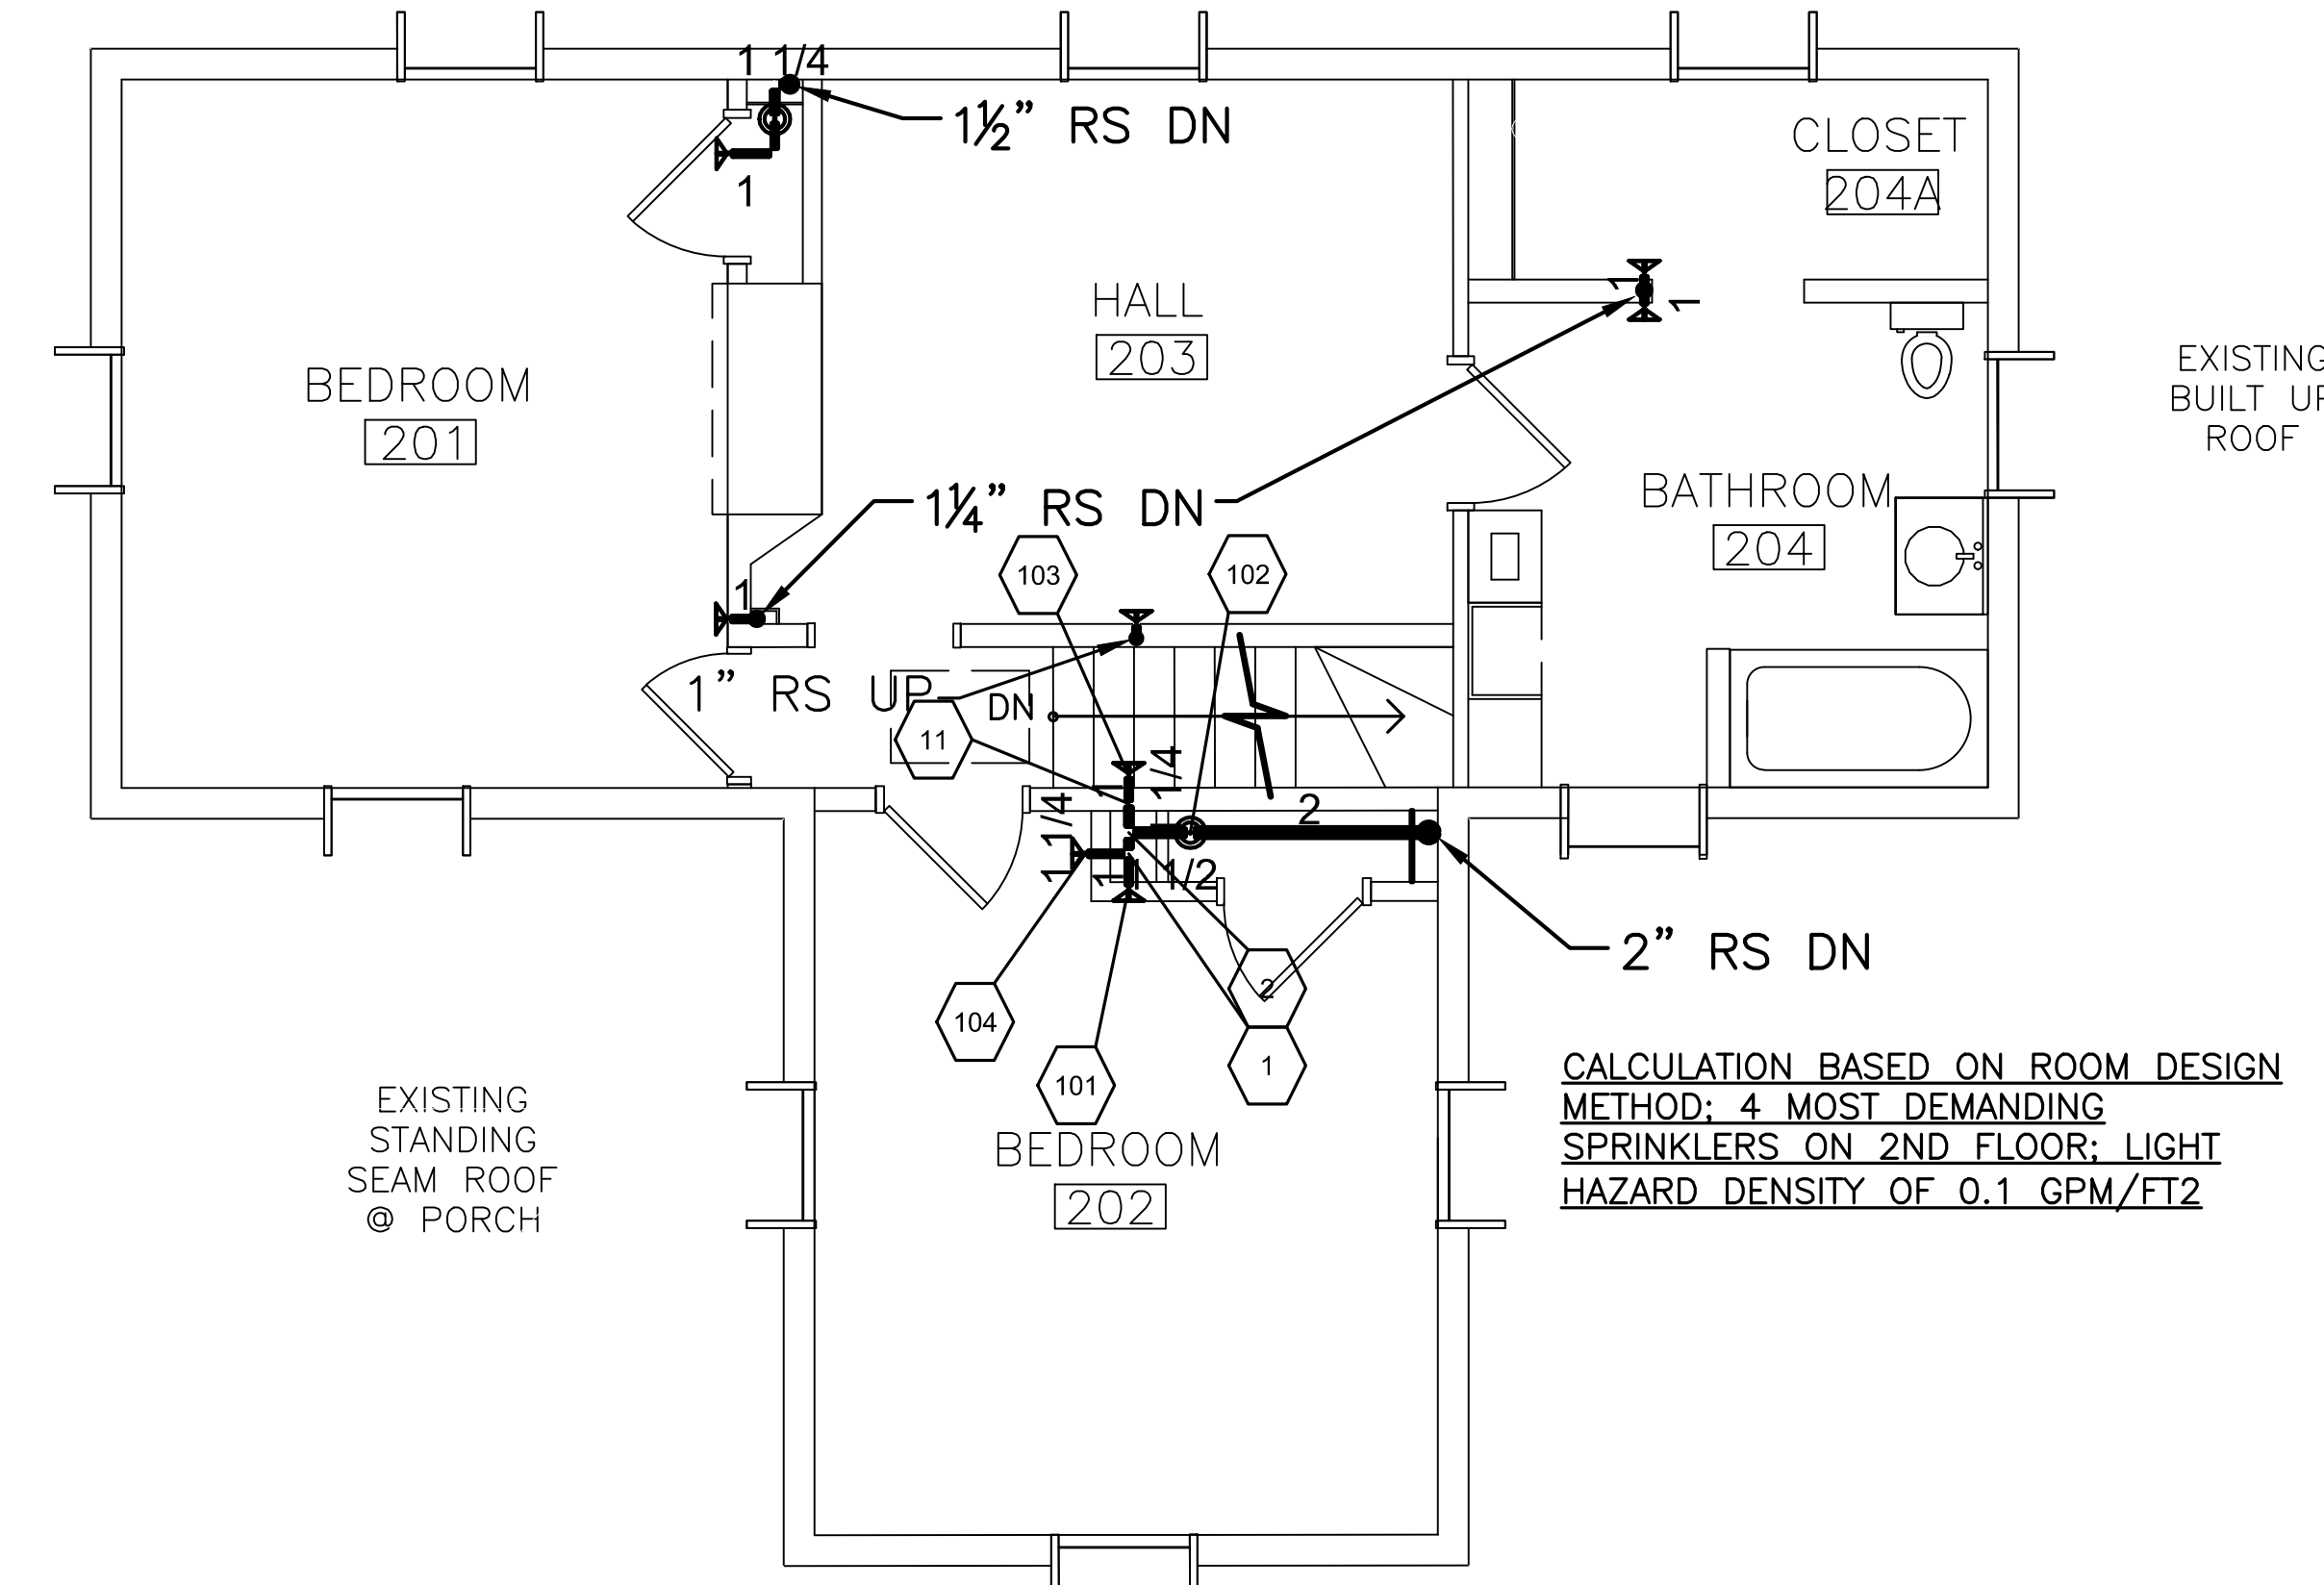 1 1/4
1½” RS DN
1
CLOSET
204A
HALL
203
1
1
BEDROOM
201
EXISTING
BUILT UP
ROOF
BATHROOM
204
1¼” RS DN
103
102
1
1” RS UP
DN
11
1
1/4
1 1/4
2
1
1 1/2
2” RS DN
2
104
1
101
CALCULATION BASED ON ROOM DESIGN
METHOD; 4 MOST DEMANDING
SPRINKLERS ON 2ND FLOOR; LIGHT
HAZARD DENSITY OF 0.1 GPM/FT2
EXISTING
STANDING
SEAM ROOF
@ PORCH
BEDROOM
202